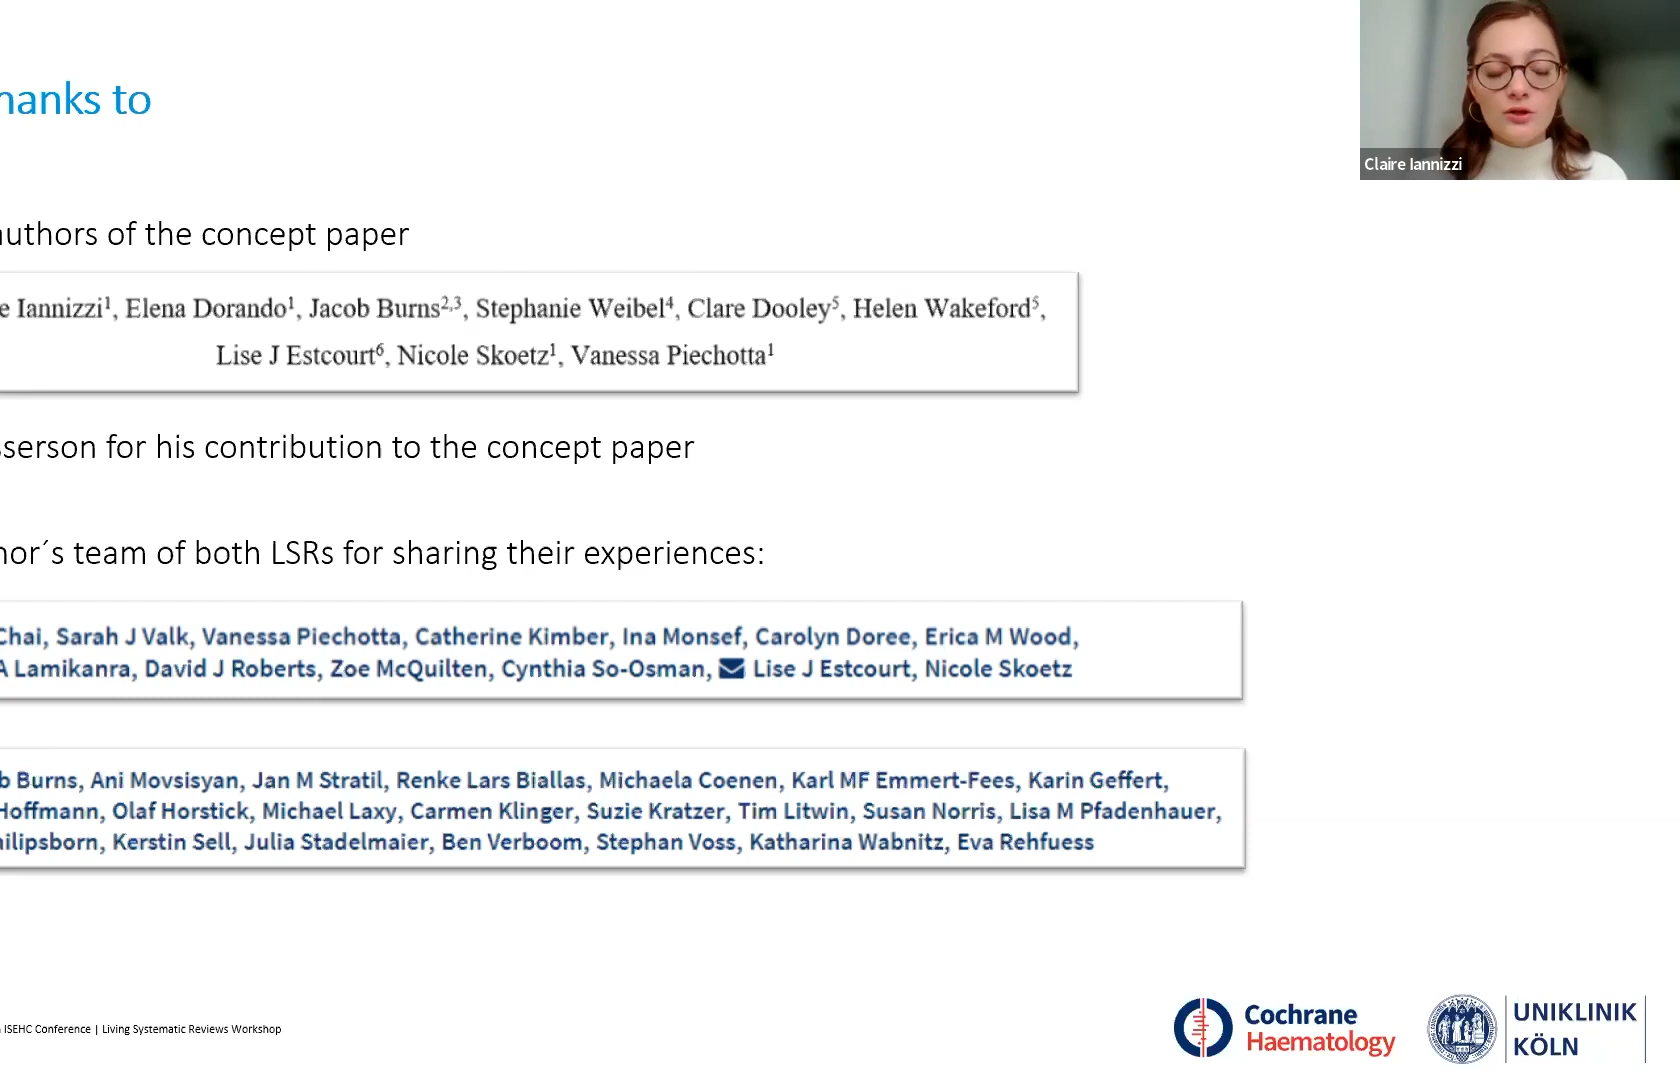 hanks to
Claire Iannizzi
authors of the concept paper
e Iannizzi1, Elena Dorando1, Jacob Burns2,3, Stephanie Weibel4, Clare Dooley5, Helen Wakeford5,
Lise J Estcourt6, Nicole Skoetz1, Vanessa Piechotta1
sserson for his contribution to the concept paper
hor´s team of both LSRs for sharing their experiences:
Chai, Sarah J Valk, Vanessa Piechotta, Catherine Kimber, Ina Monsef, Carolyn Doree, Erica M Wood,
A Lamikanra, David J Roberts, Zoe McQuilten, Cynthia So-Osman, Lise J Estcourt, Nicole Skoetz
b Burns, Ani Movsisyan, Jan M Stratil, Renke Lars Biallas, Michaela Coenen, Karl MF Emmert-Fees, Karin Geffert,
Hoffmann, Olaf Horstick, Michael Laxy, Carmen Klinger, Suzie Kratzer, Tim Litwin, Susan Norris, Lisa M Pfadenhauer,
hilipsborn, Kerstin Sell, Julia Stadelmaier, Ben Verboom, Stephan Voss, Katharina Wabnitz, Eva Rehfuess
ISEHC Conference | Living Systematic Reviews Workshop
Cochrane
Haematology
UNIKLINIK
KÖLN